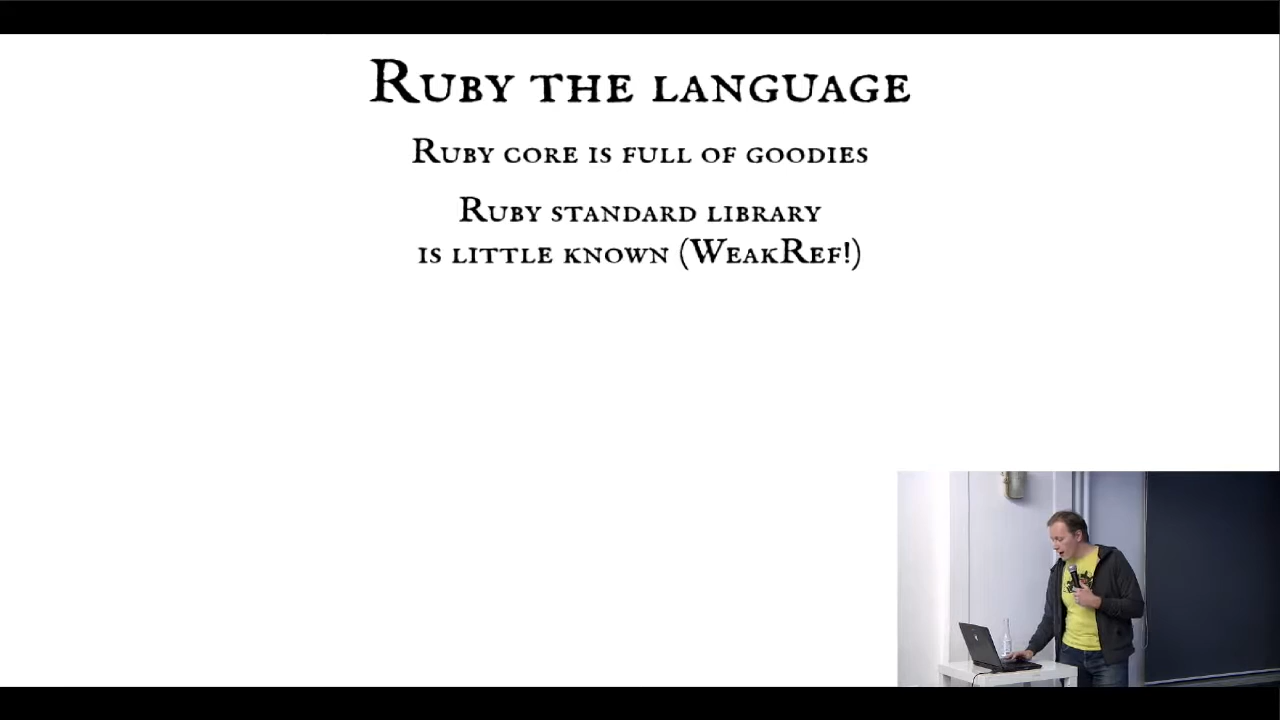 Ruby the language
Ruby core is full of goodies
Ruby standard library
is little known (WeakRef!)